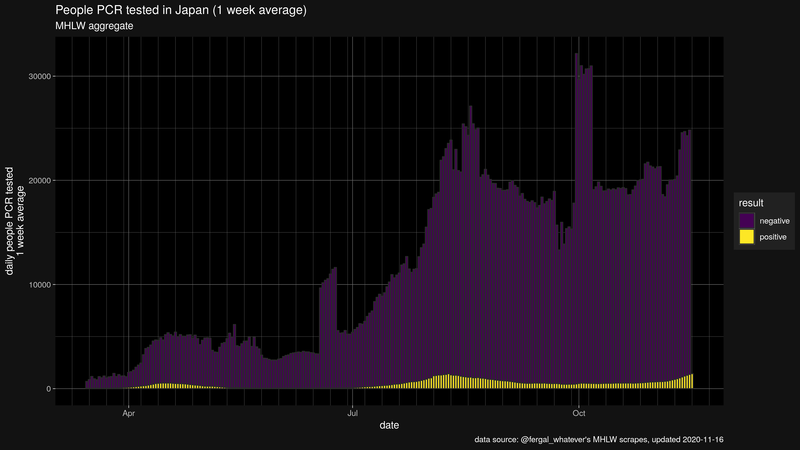 People PCR tested in Japan (1 week average)
MHLW aggregate
daily people PCR tested
1 week average
30000
20000
10000
0
Apr
Jul
Oct
date
result
negative
positive
data source: @fergal_whatever's MHLW scrapes, updated 2020-11-16